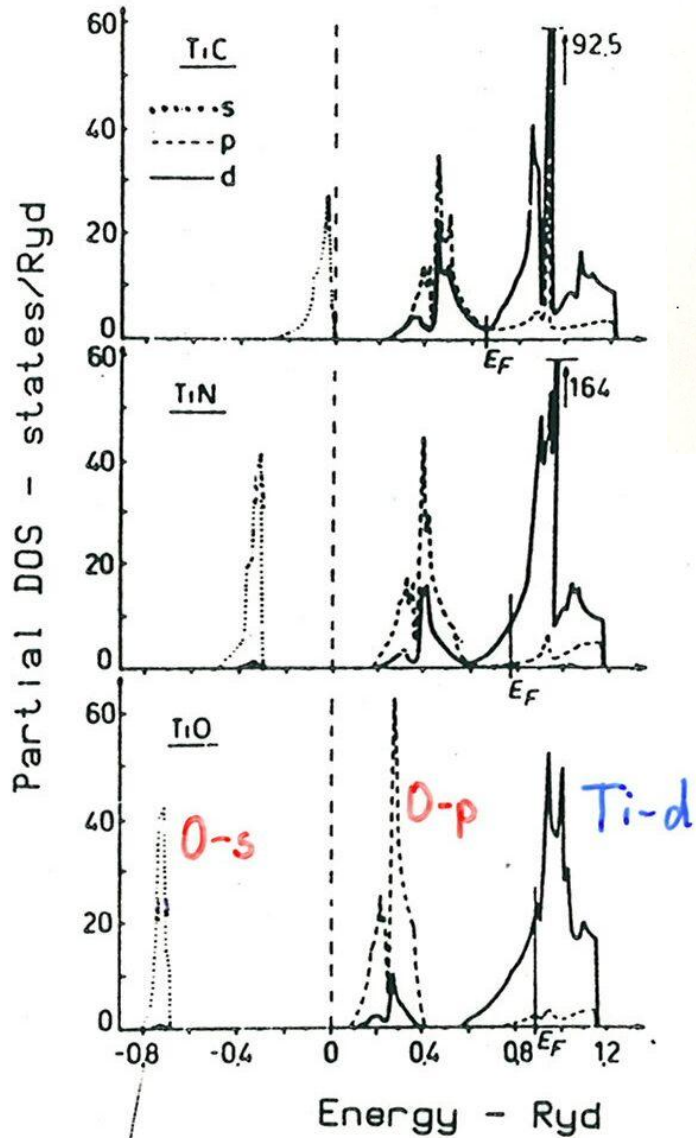 Partial DOS - states/Ryd
60
TiC
s
p
d
92.5
40
20
0
E_F
60
TiN
164
40
20
0
E_F
60
TiO
O-s
O-p
Ti-d
40
20
0
-0.8
-0.4
0
0.4
0.8
E_F
1.2
Energy - Ryd